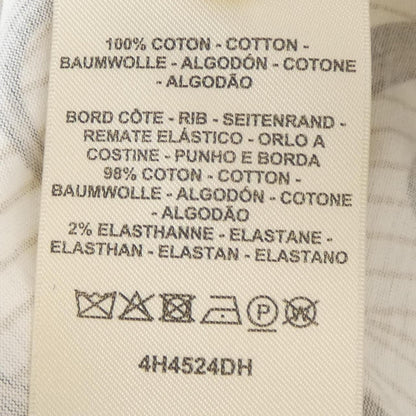 100% COTON - COTTON -
BAUMWOLLE - ALGODÓN - COTONE
- ALGODÃO
BORD CÔTE - RIB - SEITENRAND -
REMATE ELÁSTICO - ORLO A
COSTINE - PUNHO E BORDA
98% COTON - COTTON -
BAUMWOLLE - ALGODÓN - COTONE
- ALGODÃO
2% ELASTHANNE - ELASTANE -
ELASTHAN - ELASTAN - ELASTANO
P W
4H4524DH